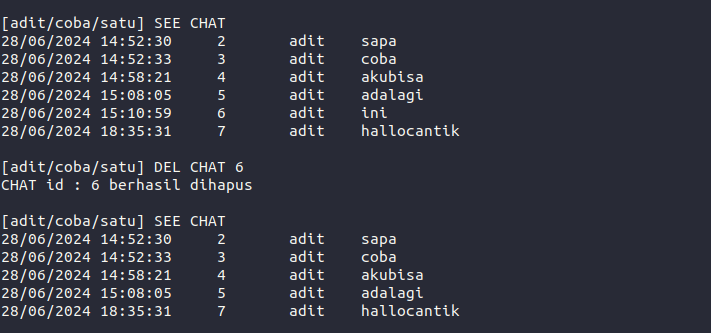 [adit/coba/satu] SEE CHAT
28/06/2024 14:52:30     2       adit    sapa
28/06/2024 14:52:33     3       adit    coba
28/06/2024 14:58:21     4       adit    akubisa
28/06/2024 15:08:05     5       adit    adalagi
28/06/2024 15:10:59     6       adit    ini
28/06/2024 18:35:31     7       adit    hallocantik
[adit/coba/satu] DEL CHAT 6
CHAT id : 6 berhasil dihapus
[adit/coba/satu] SEE CHAT
28/06/2024 14:52:30     2       adit    sapa
28/06/2024 14:52:33     3       adit    coba
28/06/2024 14:58:21     4       adit    akubisa
28/06/2024 15:08:05     5       adit    adalagi
28/06/2024 18:35:31     7       adit    hallocantik